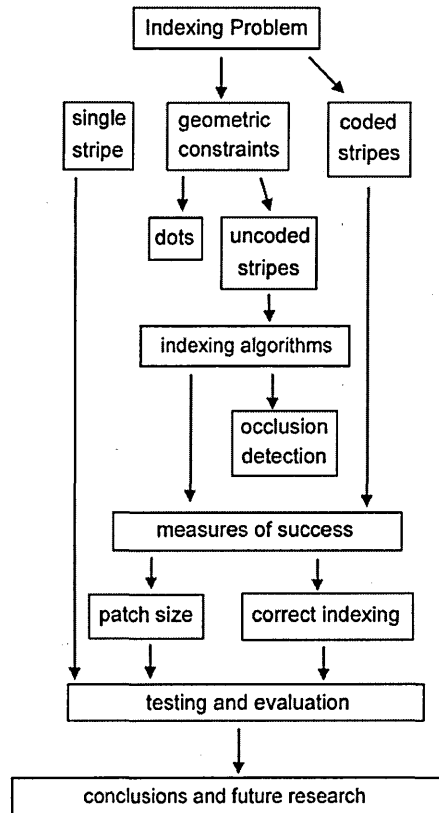 Indexing Problem
single
stripe
geometric
constraints
coded
stripes
dots
uncoded
stripes
indexing algorithms
occlusion
detection
measures of success
patch size
correct indexing
testing and evaluation
conclusions and future research